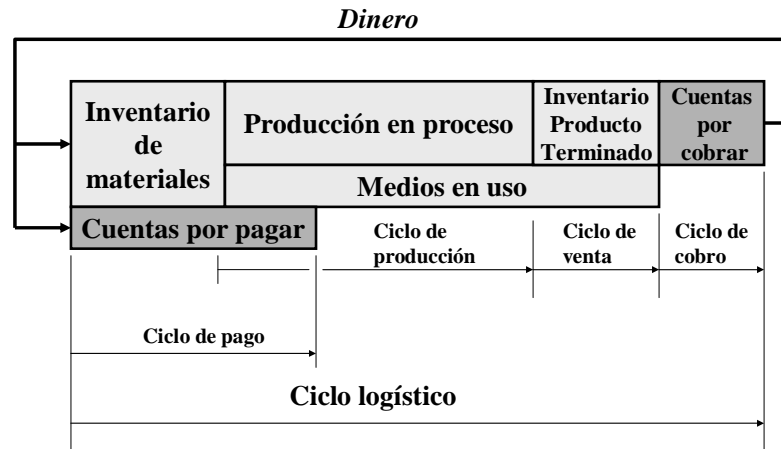 Dinero
Inventario
de
materiales
Producción en proceso
Inventario
Producto
Terminado
Cuentas
por
cobrar
Medios en uso
Cuentas por pagar
Ciclo de
producción
Ciclo de
venta
Ciclo de
cobro
Ciclo de pago
Ciclo logístico